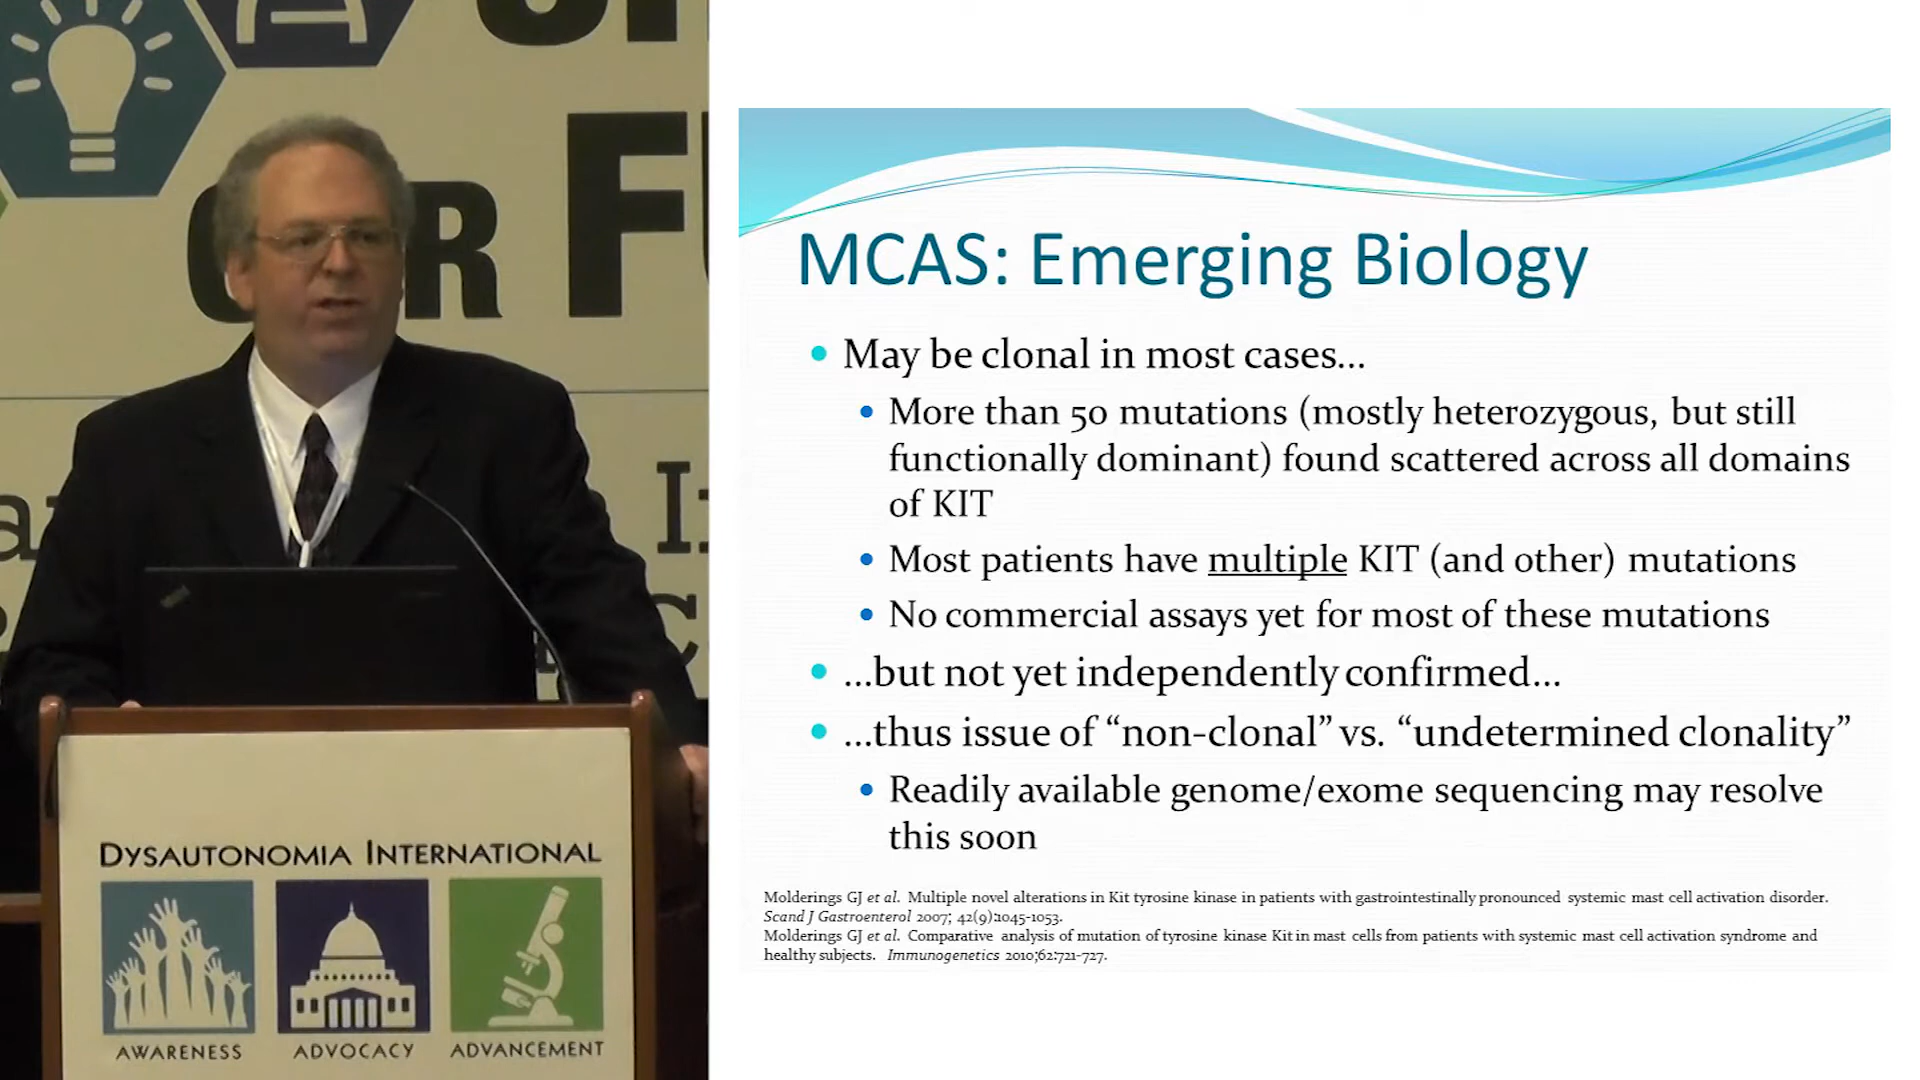 OR F
MCAS: Emerging Biology
May be clonal in most cases...
More than 50 mutations (mostly heterozygous, but still
functionally dominant) found scattered across all domains
of KIT
Most patients have multiple KIT (and other) mutations
No commercial assays yet for most of these mutations
...but not yet independently confirmed...
...thus issue of “non-clonal” vs. “undetermined clonality”
Readily available genome/exome sequencing may resolve
this soon
Molderings GJ et al. Multiple novel alterations in Kit tyrosine kinase in patients with gastrointestinally pronounced systemic mast cell activation disorder.
Scand J Gastroenterol 2007; 42(9):1045-1053.
Molderings GJ et al. Comparative analysis of mutation of tyrosine kinase Kit in mast cells from patients with systemic mast cell activation syndrome and
healthy subjects. Immunogenetics 2010;62:721-727.
DYSAUTONOMIA INTERNATIONAL
AWARENESS ADVOCACY ADVANCEMENT